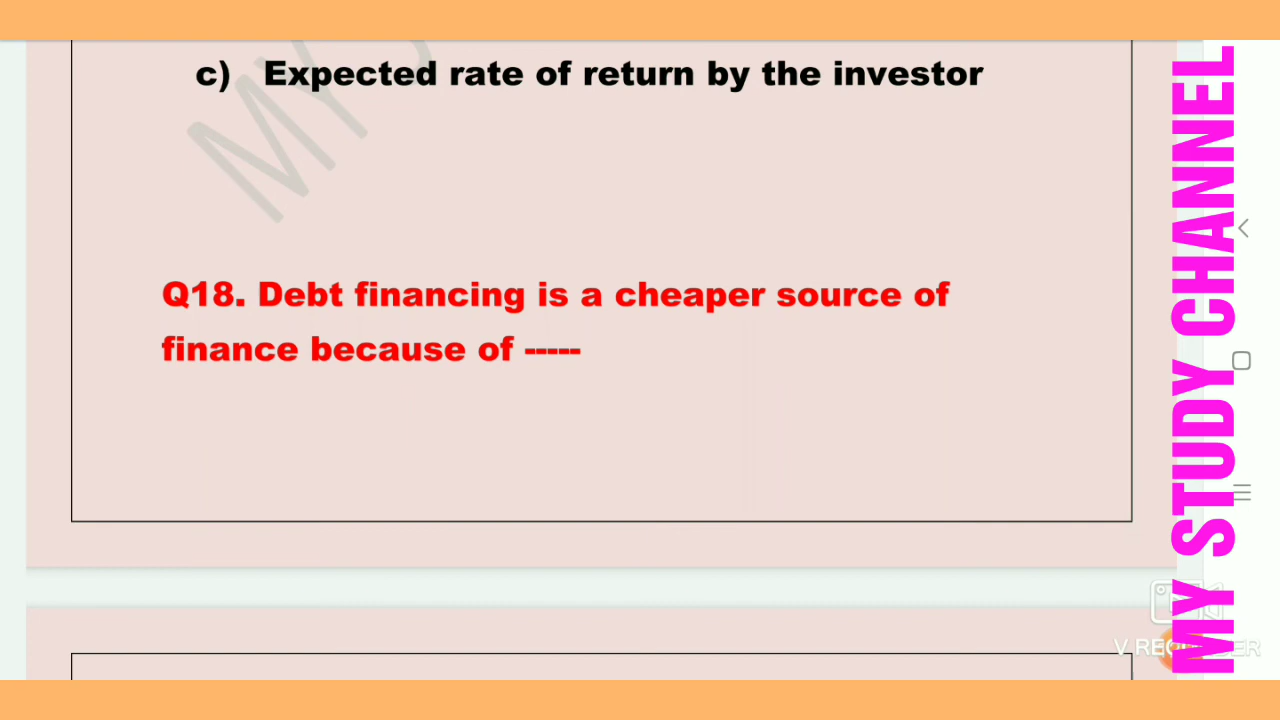 c) Expected rate of return by the investor
MY
Q18. Debt financing is a cheaper source of
finance because of -----
MY STUDY CHANNEL